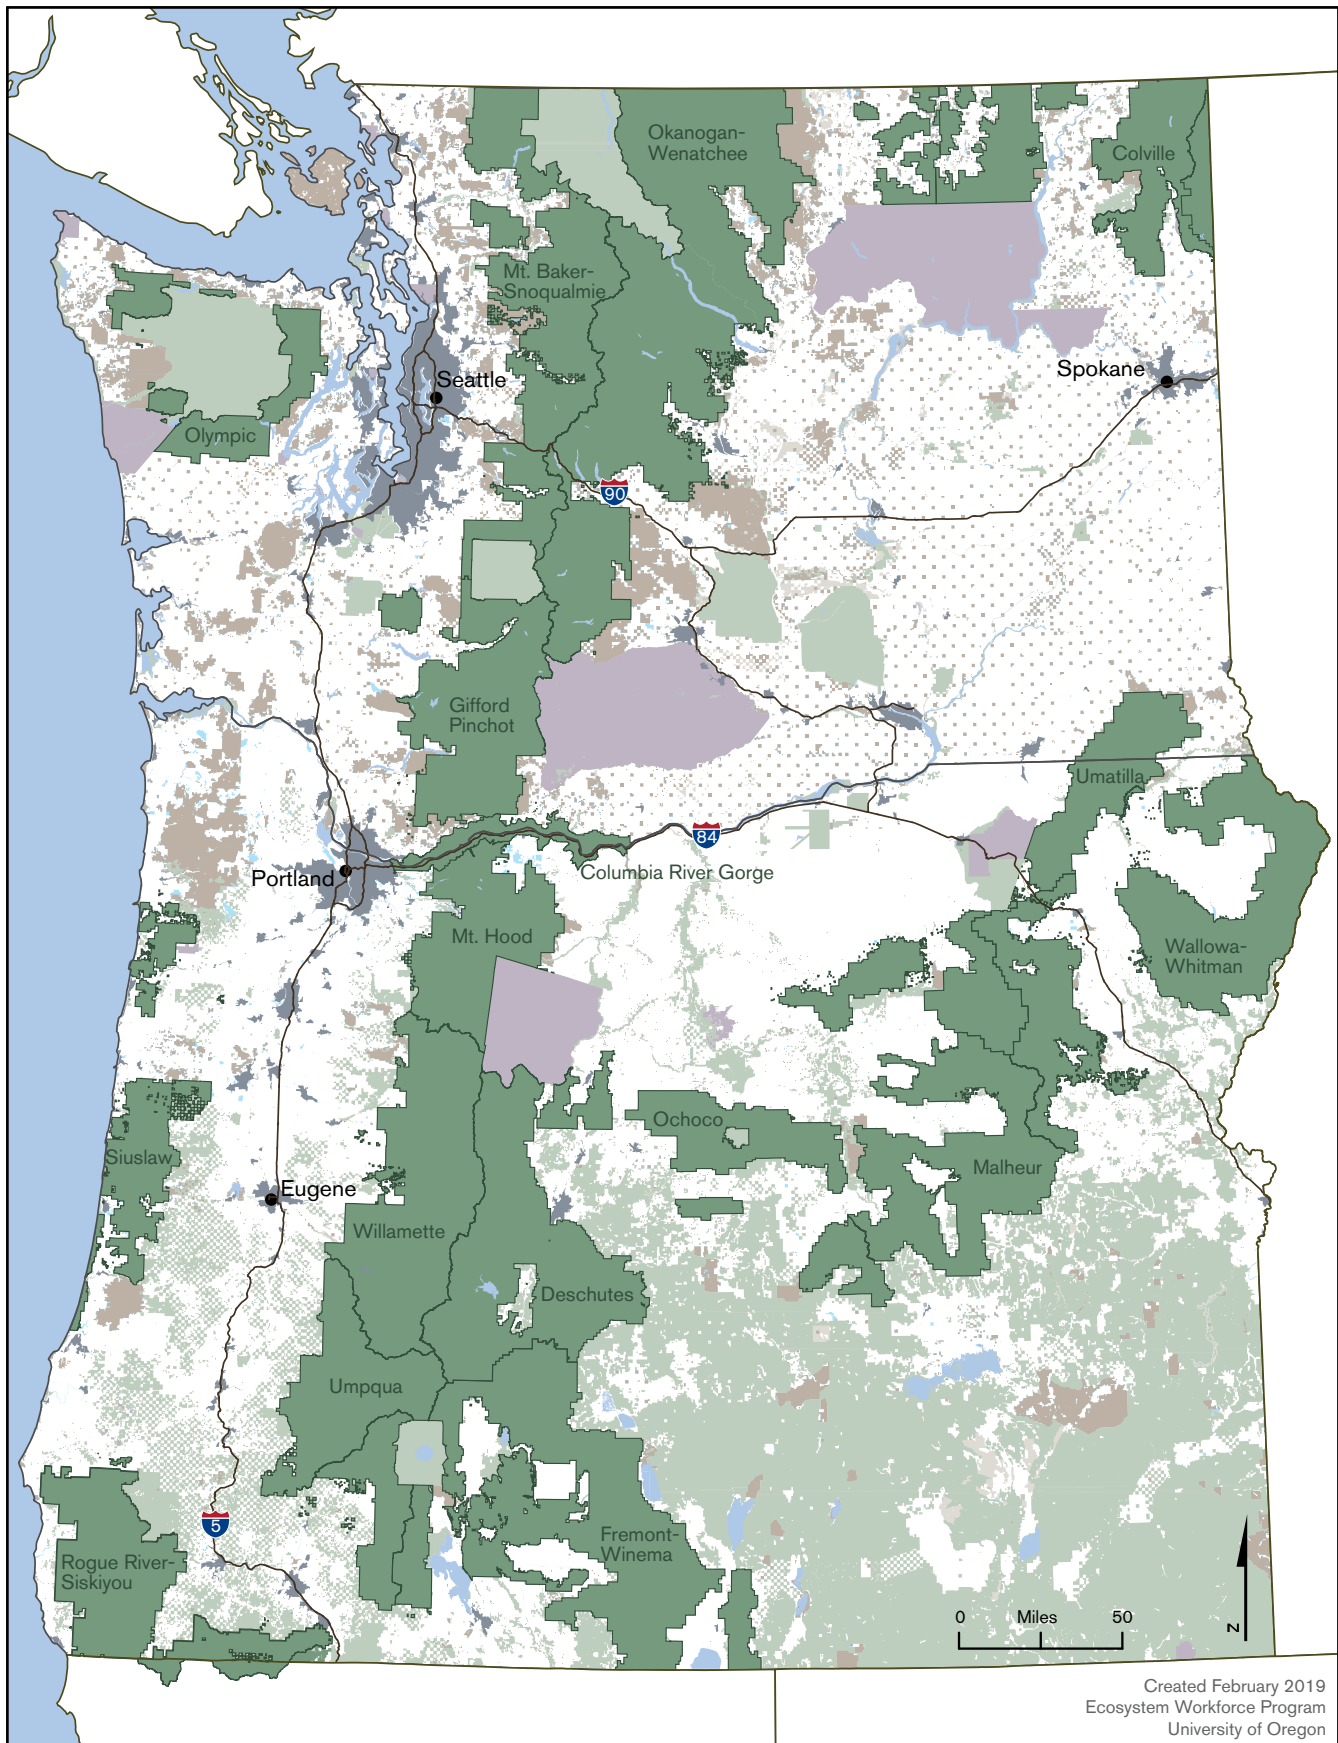 Okanogan-
Wenatchee
Colville
Mt. Baker-
Snoqualmie
Spokane
Seattle
Olympic
90
Gifford
Pinchot
Umatilla
84
Columbia River Gorge
Portland
Mt. Hood
Wallowa-
Whitman
Ochoco
Siuslaw
Malheur
Eugene
Willamette
Deschutes
Umpqua
5
Fremont-
Winema
Rogue River-
Siskiyou
0 Miles 50
N
Created February 2019
Ecosystem Workforce Program
University of Oregon